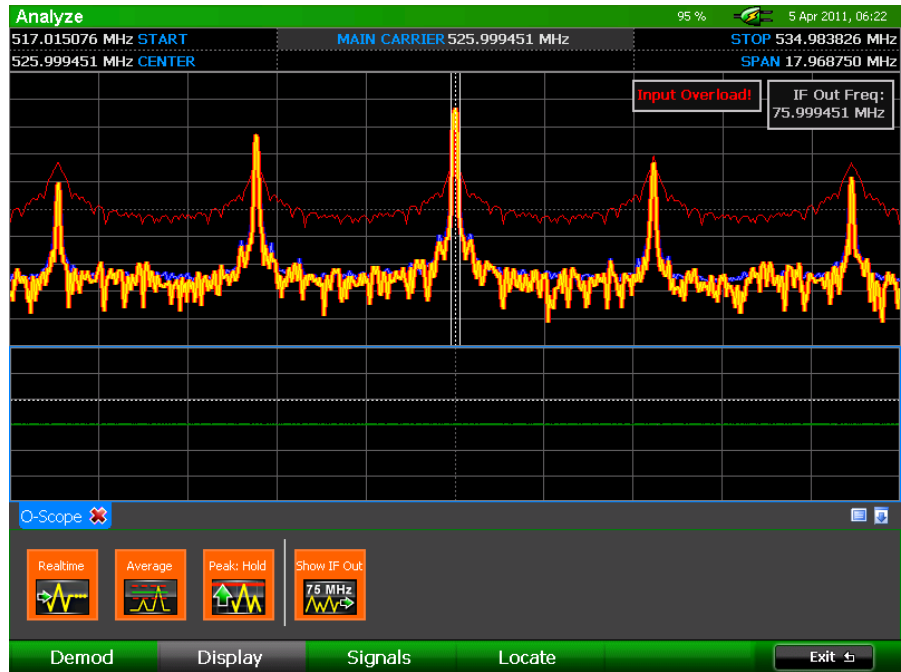 Analyze 95 % 5 Apr 2011, 06:22
517.015076 MHz START MAIN CARRIER 525.999451 MHz STOP 534.983826 MHz
525.999451 MHz CENTER SPAN 17.968750 MHz
Input Overload! IF Out Freq:
75.999451 MHz
O-Scope
Realtime Average Peak: Hold Show IF Out
75 MHz
Demod Display Signals Locate Exit